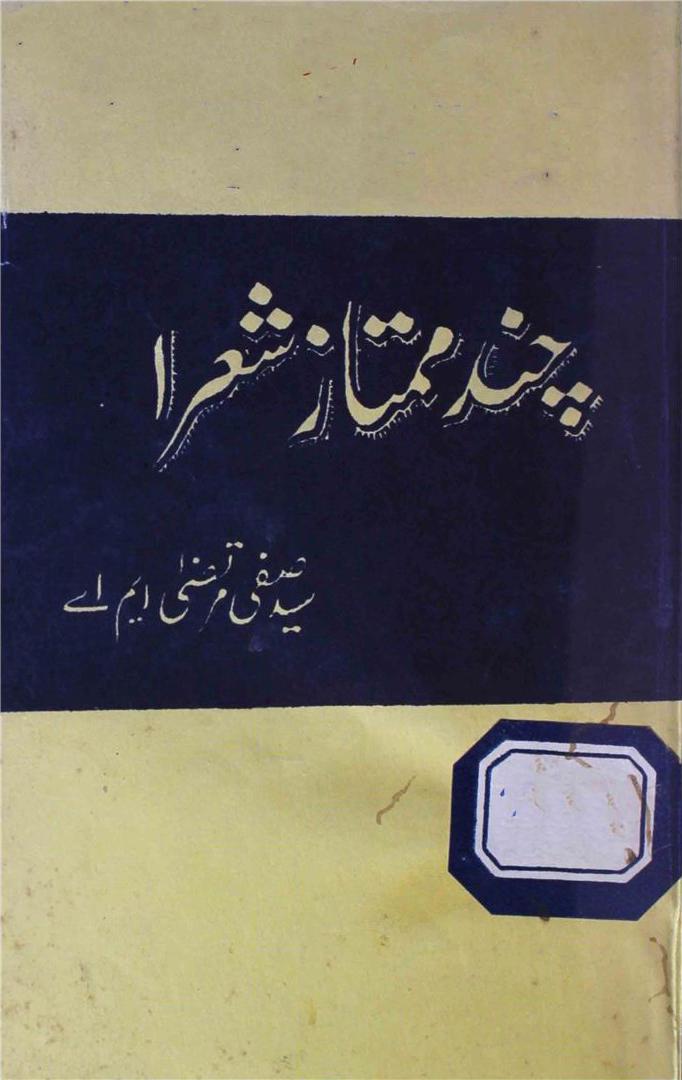 چند ممتاز شعرا
سید صفی مرتضیٰ ایم اے